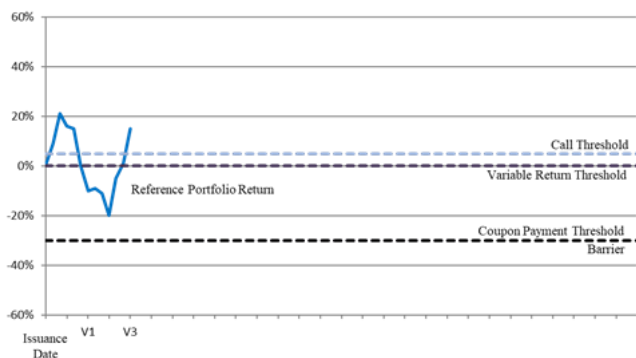 60%
40%
20%
Call Threshold
0%
Variable Return Threshold
Reference Portfolio Return
-20%
Coupon Payment Threshold
Barrier
-40%
-60%
Issuance
Date
V1
V3